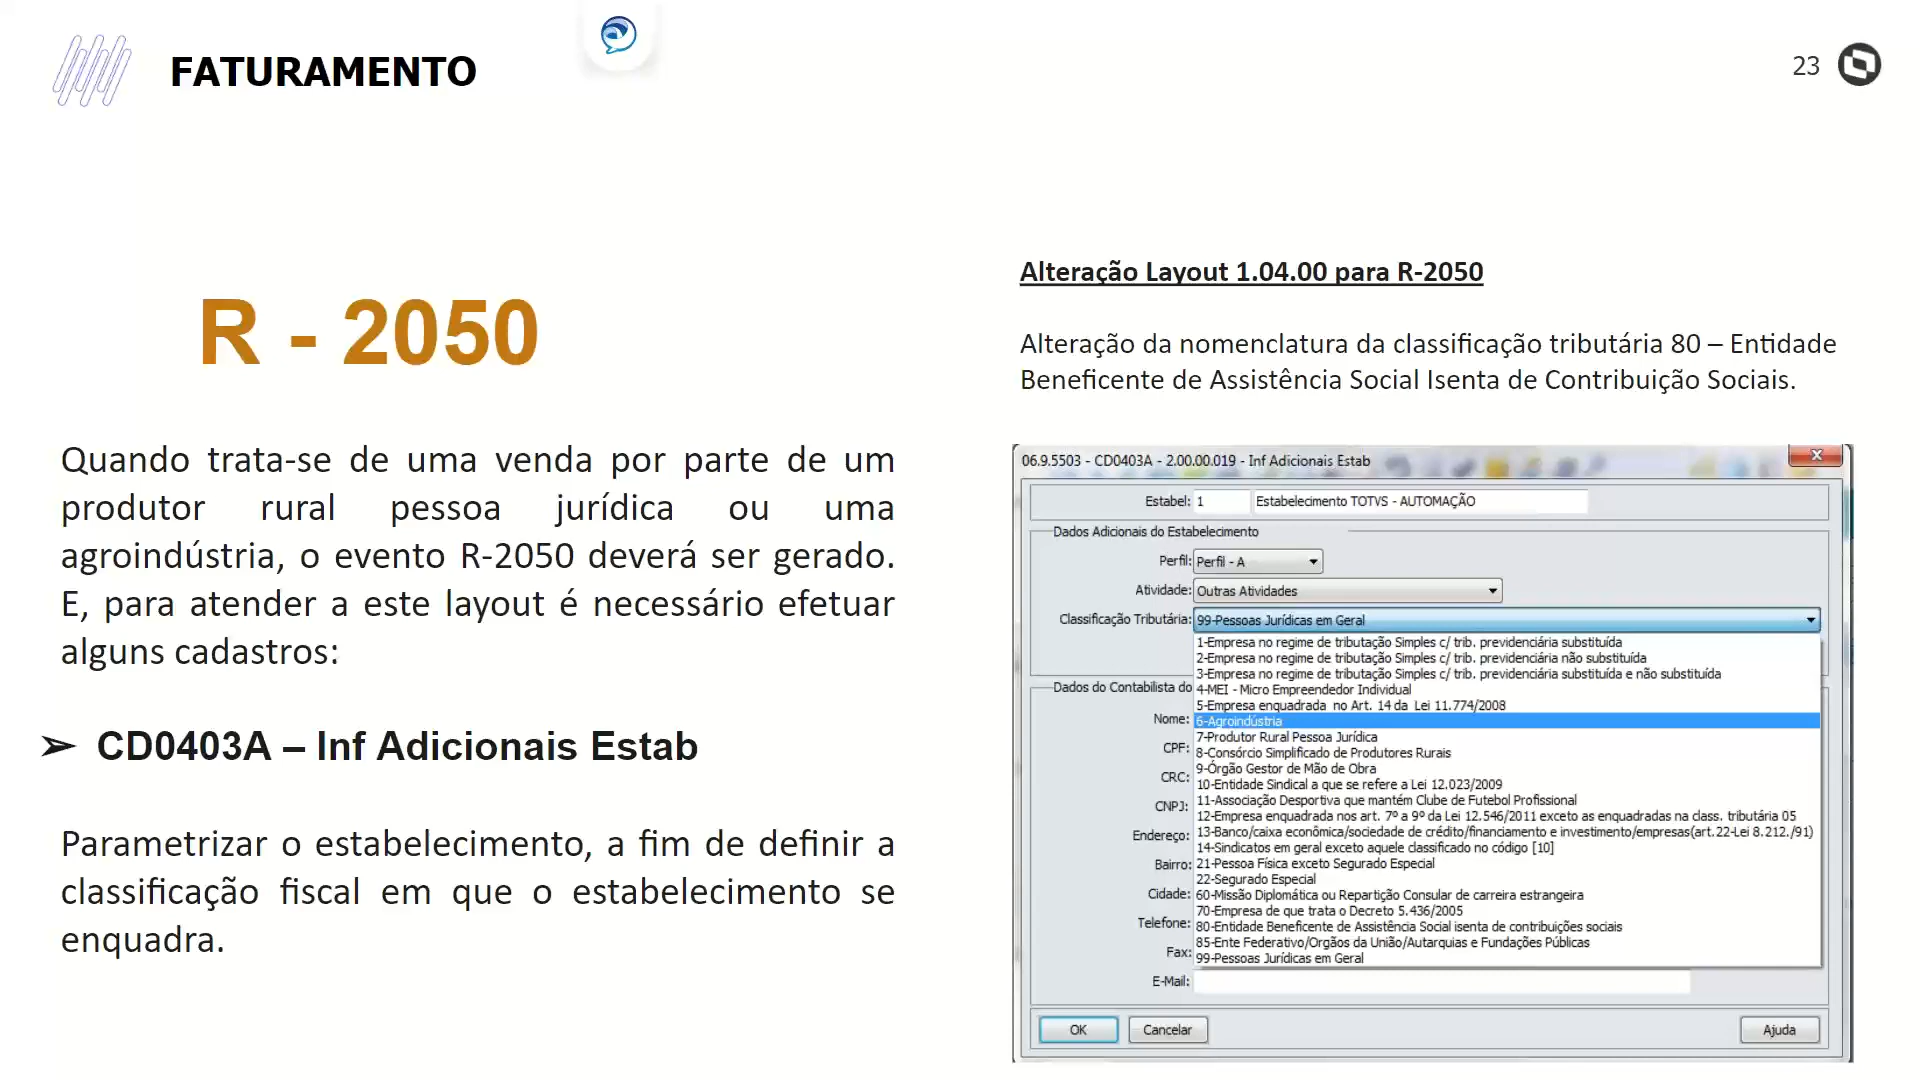 FATURAMENTO
23
R - 2050
Quando trata-se de uma venda por parte de um
produtor rural pessoa jurídica ou uma
agroindústria, o evento R-2050 deverá ser gerado.
E, para atender a este layout é necessário efetuar
alguns cadastros:
➢ CD0403A – Inf Adicionais Estab
Parametrizar o estabelecimento, a fim de definir a
classificação fiscal em que o estabelecimento se
enquadra.
Alteração Layout 1.04.00 para R-2050
Alteração da nomenclatura da classificação tributária 80 – Entidade
Beneficente de Assistência Social Isenta de Contribuição Sociais.
06.9.5503 - CD0403A - 2.00.00.019 - Inf Adicionais Estab
Estabel: 1 Estabelecimento TOTVS - AUTOMAÇÃO
Dados Adicionais do Estabelecimento
Perfil: Perfil - A
Atividade: Outras Atividades
Classificação Tributária: 99-Pessoas Jurídicas em Geral
1-Empresa no regime de tributação Simples c/ trib. previdenciária substituída
2-Empresa no regime de tributação Simples c/ trib. previdenciária não substituída
3-Empresa no regime de tributação Simples c/ trib. previdenciária substituída e não substituída
Dados do Contabilista do
4-MEI - Micro Empreendedor Individual
5-Empresa enquadrada no Art. 14 da Lei 11.774/2008
Nome: 6-Agroindústria
7-Produtor Rural Pessoa Jurídica
CPF: 8-Consórcio Simplificado de Produtores Rurais
9-Órgão Gestor de Mão de Obra
CRC: 10-Entidade Sindical a que se refere a Lei 12.023/2009
11-Associação Desportiva que mantém Clube de Futebol Profissional
CNPJ: 12-Empresa enquadrada nos art. 7º a 9º da Lei 12.546/2011 exceto as enquadradas na class. tributária 05
Endereço: 13-Banco/caixa econômica/sociedade de crédito/financiamento e investimento/empresas(art.22-Lei 8.212./91)
14-Sindicatos em geral exceto aquele classificado no código [10]
Bairro: 21-Pessoa Física exceto Segurado Especial
22-Segurado Especial
Cidade: 60-Missão Diplomática ou Repartição Consular de carreira estrangeira
70-Empresa de que trata o Decreto 5.436/2005
Telefone: 80-Entidade Beneficente de Assistência Social isenta de contribuições sociais
85-Ente Federativo/Orgãos da União/Autarquias e Fundações Públicas
Fax: 99-Pessoas Jurídicas em Geral
E-Mail:
OK Cancelar Ajuda